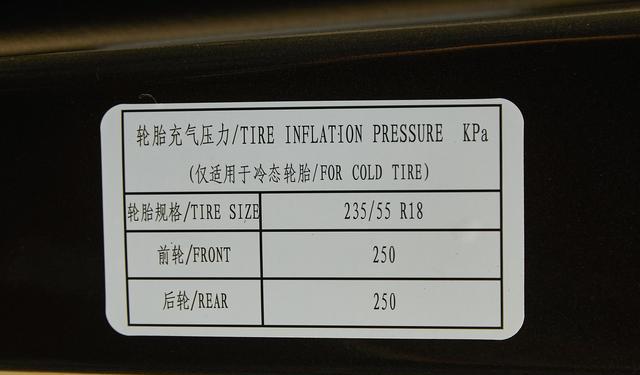 轮胎充气压力/TIRE INFLATION PRESSURE KPa
(仅适用于冷态轮胎/FOR COLD TIRE)
轮胎规格/TIRE SIZE 235/55 R18
前轮/FRONT 250
后轮/REAR 250